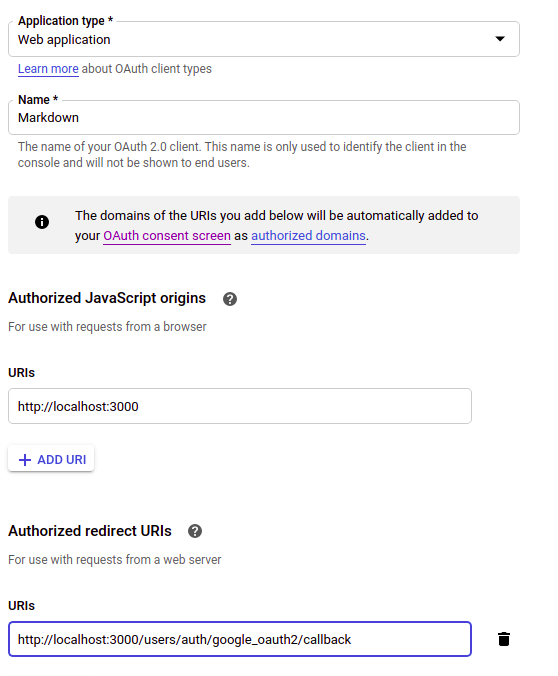 Application type *
Web application
Learn more about OAuth client types
Name *
Markdown
The name of your OAuth 2.0 client. This name is only used to identify the client in the
console and will not be shown to end users.
The domains of the URIs you add below will be automatically added to
your OAuth consent screen as authorized domains.
Authorized JavaScript origins
For use with requests from a browser
URIs
http://localhost:3000
+ ADD URI
Authorized redirect URIs
For use with requests from a web server
URIs
http://localhost:3000/users/auth/google_oauth2/callback